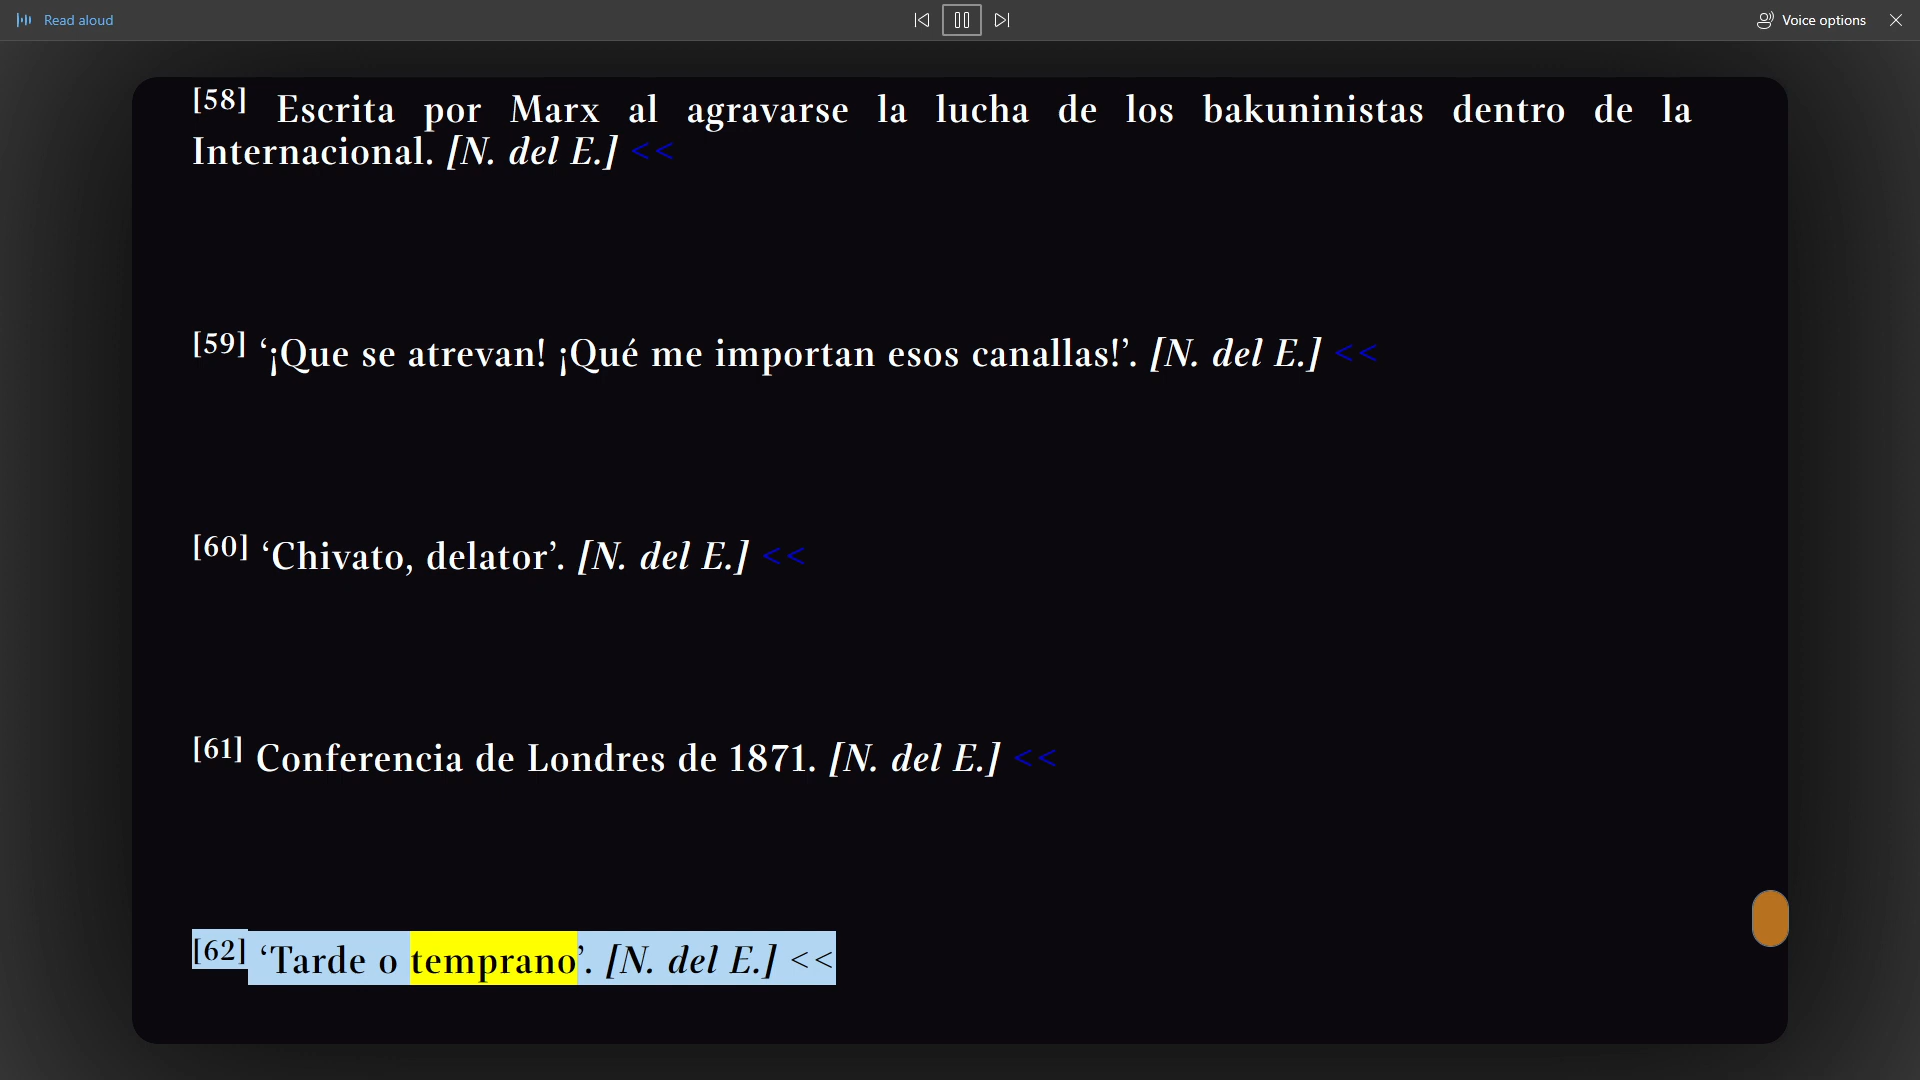 Read aloud
Voice options
[58] Escrita por Marx al agravarse la lucha de los bakuninistas dentro de la
Internacional. [N. del E.] <<
[59] ‘¡Que se atrevan! ¡Qué me importan esos canallas!’. [N. del E.] <<
[60] ‘Chivato, delator’. [N. del E.] <<
[61] Conferencia de Londres de 1871. [N. del E.] <<
[62] ‘Tarde o temprano’. [N. del E.] <<